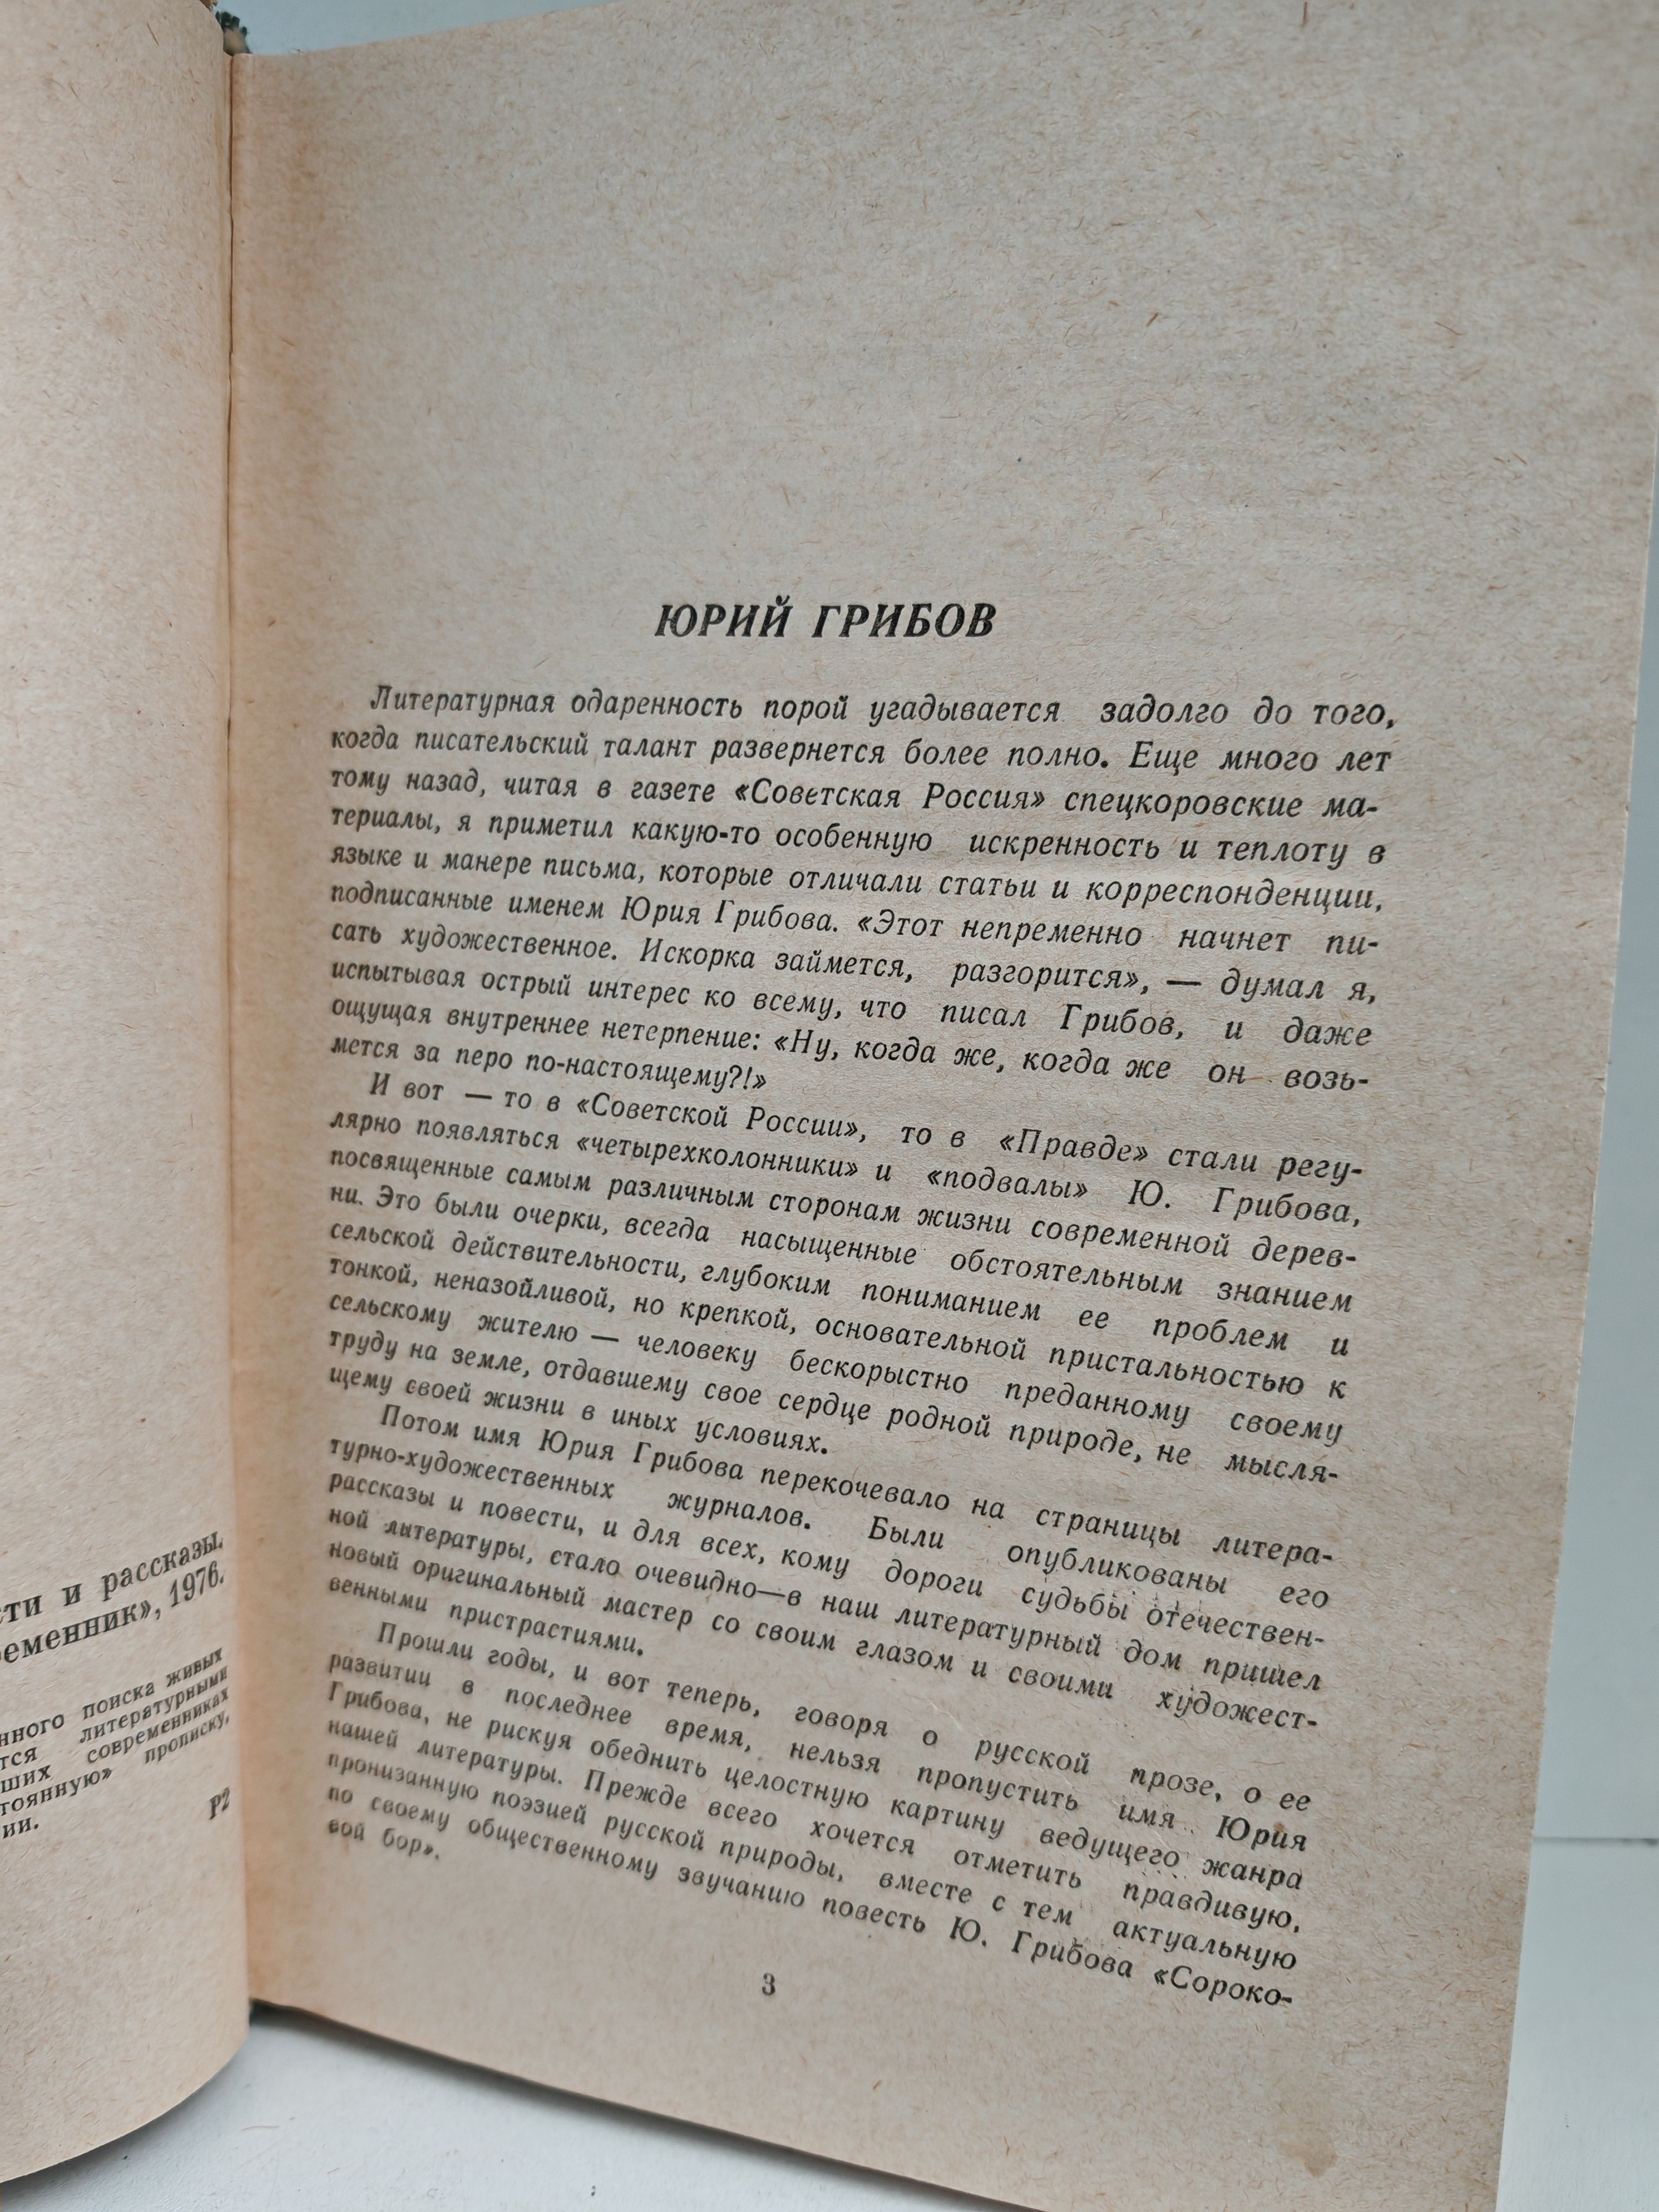 сти и рассказы.
еменник», 1976.
нного поиска живых
тся литературными
ших современниках
тоянную» прописку,
ии.
Р2
ЮРИЙ ГРИБОВ
Литературная одаренность порой угадывается задолго до того,
когда писательский талант развернется более полно. Еще много лет
тому назад, читая в газете «Советская Россия» спецкоровские ма-
териалы, я приметил какую-то особенную искренность и теплоту в
языке и манере письма, которые отличали статьи и корреспонденции,
подписанные именем Юрия Грибова. «Этот непременно начнет пи-
сать художественное. Искорка займется, разгорится», — думал я,
испытывая острый интерес ко всему, что писал Грибов, и даже
ощущая внутреннее нетерпение: «Ну, когда же, когда же он возь-
мется за перо по-настоящему?!»
И вот — то в «Советской России», то в «Правде» стали регу-
лярно появляться «четырехколонники» и «подвалы» Ю. Грибова,
посвященные самым различным сторонам жизни современной дерев-
ни. Это были очерки, всегда насыщенные обстоятельным знанием
сельской действительности, глубоким пониманием ее проблем и
тонкой, неназойливой, но крепкой, основательной пристальностью к
сельскому жителю — человеку бескорыстно преданному своему
труду на земле, отдавшему свое сердце родной природе, не мысля-
щему своей жизни в иных условиях.
Потом имя Юрия Грибова перекочевало на страницы литера-
турно-художественных журналов. Были опубликованы его
рассказы и повести, и для всех, кому дороги судьбы отечествен-
ной литературы, стало очевидно—в наш литературный дом пришел
новый оригинальный мастер со своим глазом и своими художест-
венными пристрастиями.
Прошли годы, и вот теперь, говоря о русской прозе, о ее
развитии в последнее время, нельзя пропустить имя Юрия
Грибова, не рискуя обеднить целостную картину ведущего жанра
нашей литературы. Прежде всего хочется отметить правдивую,
пронизанную поэзией русской природы, вместе с тем актуальную
по своему общественному звучанию повесть Ю. Грибова «Сороко-
вой бор».
3